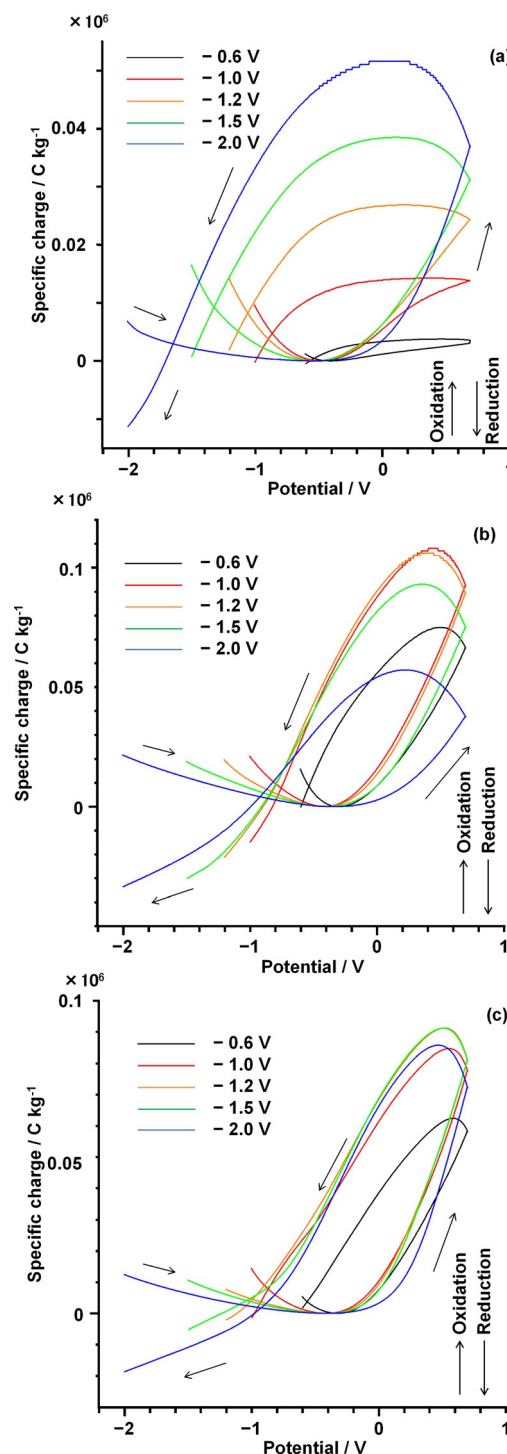 × 10⁶
(a)
− 0.6 V
− 1.0 V
− 1.2 V
− 1.5 V
− 2.0 V
0.04
0.02
0
Specific charge / C kg⁻¹
Oxidation
Reduction
−2
−1
0
1
Potential / V
× 10⁶
(b)
− 0.6 V
− 1.0 V
− 1.2 V
− 1.5 V
− 2.0 V
0.1
0.05
0
Specific charge / C kg⁻¹
Oxidation
Reduction
−2
−1
0
1
Potential / V
× 10⁶
(c)
− 0.6 V
− 1.0 V
− 1.2 V
− 1.5 V
− 2.0 V
0.1
0.05
0
Specific charge / C kg⁻¹
Oxidation
Reduction
−2
−1
0
1
Potential / V